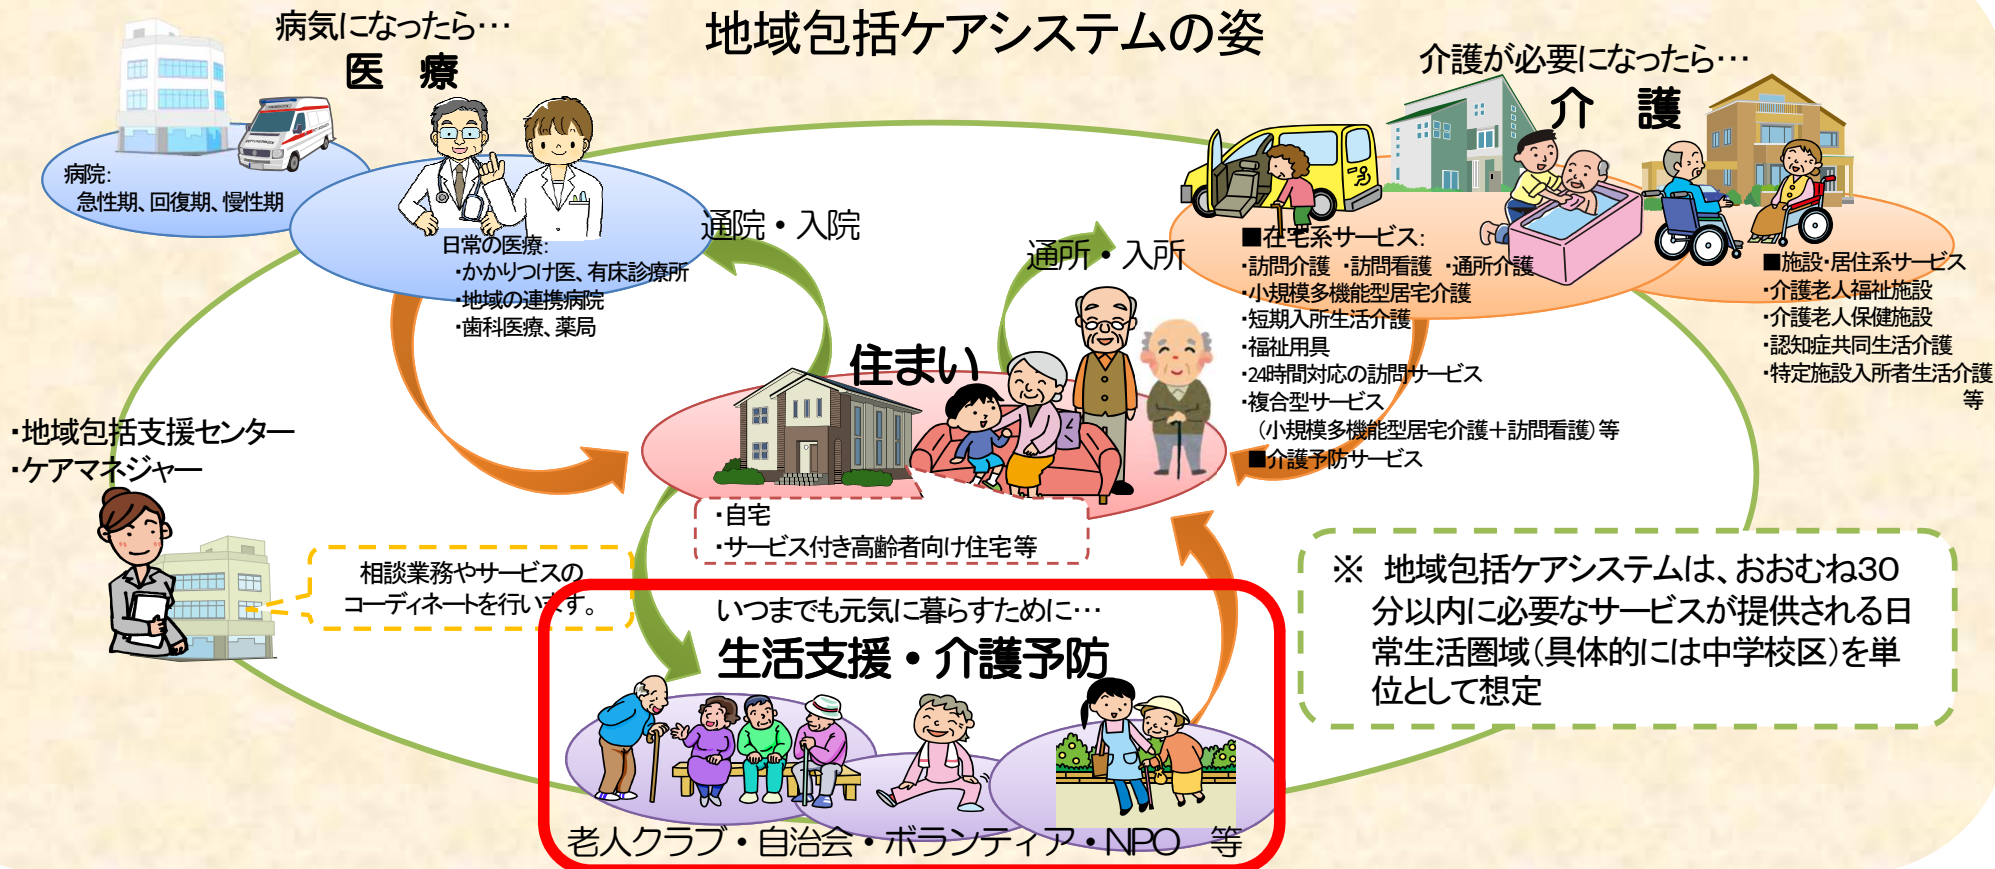 地域包括ケアシステムの姿
病気になったら…
医 療
病院:
急性期、回復期、慢性期
日常の医療:
・かかりつけ医、有床診療所
・地域の連携病院
・歯科医療、薬局
通院・入院
介護が必要になったら…
介 護
通所・入所
■在宅系サービス:
・訪問介護 ・訪問看護 ・通所介護
・小規模多機能型居宅介護
・短期入所生活介護
・福祉用具
・24時間対応の訪問サービス
・複合型サービス
(小規模多機能型居宅介護+訪問看護)等
■介護予防サービス
■施設・居住系サービス
・介護老人福祉施設
・介護老人保健施設
・認知症共同生活介護
・特定施設入所者生活介護
等
住まい
・自宅
・サービス付き高齢者向け住宅等
・地域包括支援センター
・ケアマネジャー
相談業務やサービスの
コーディネートを行います。
いつまでも元気に暮らすために…
生活支援・介護予防
老人クラブ・自治会・ボランティア・NPO 等
※ 地域包括ケアシステムは、おおむね30
分以内に必要なサービスが提供される日
常生活圏域(具体的には中学校区)を単
位として想定